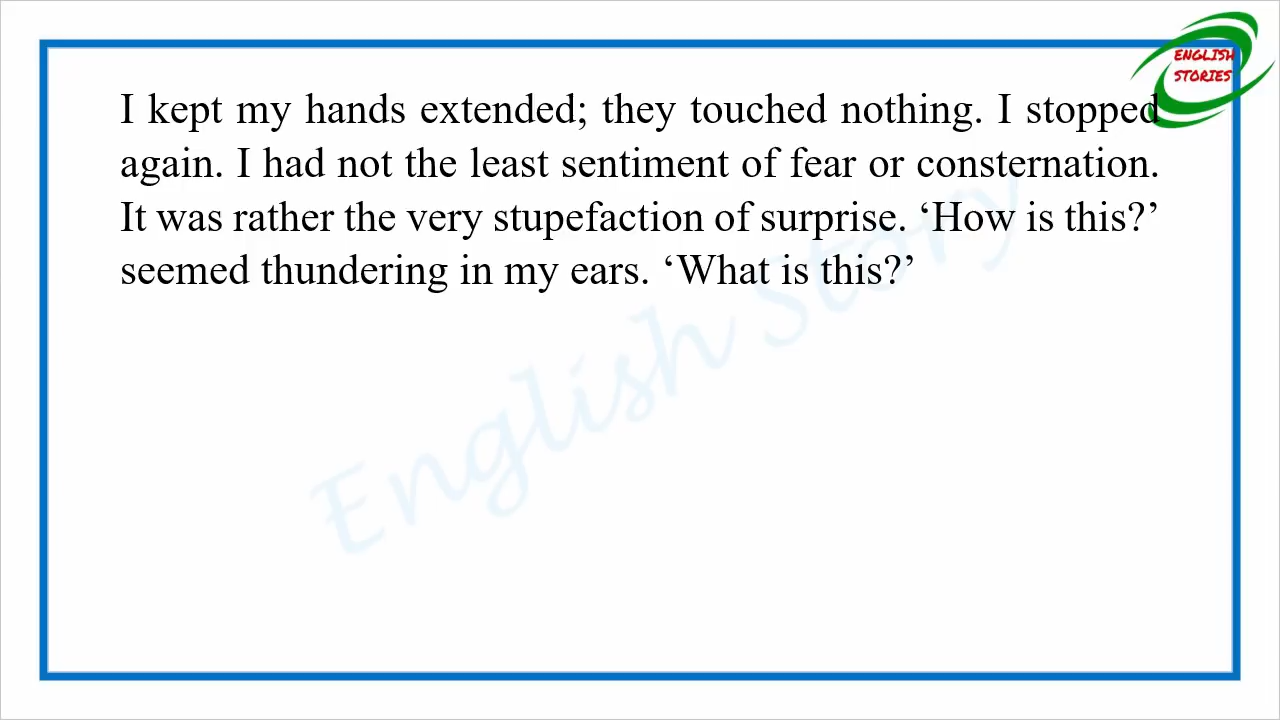 ENGLISH
STORIES
I kept my hands extended; they touched nothing. I stopped
again. I had not the least sentiment of fear or consternation.
It was rather the very stupefaction of surprise. ‘How is this?’
seemed thundering in my ears. ‘What is this?’
English Story